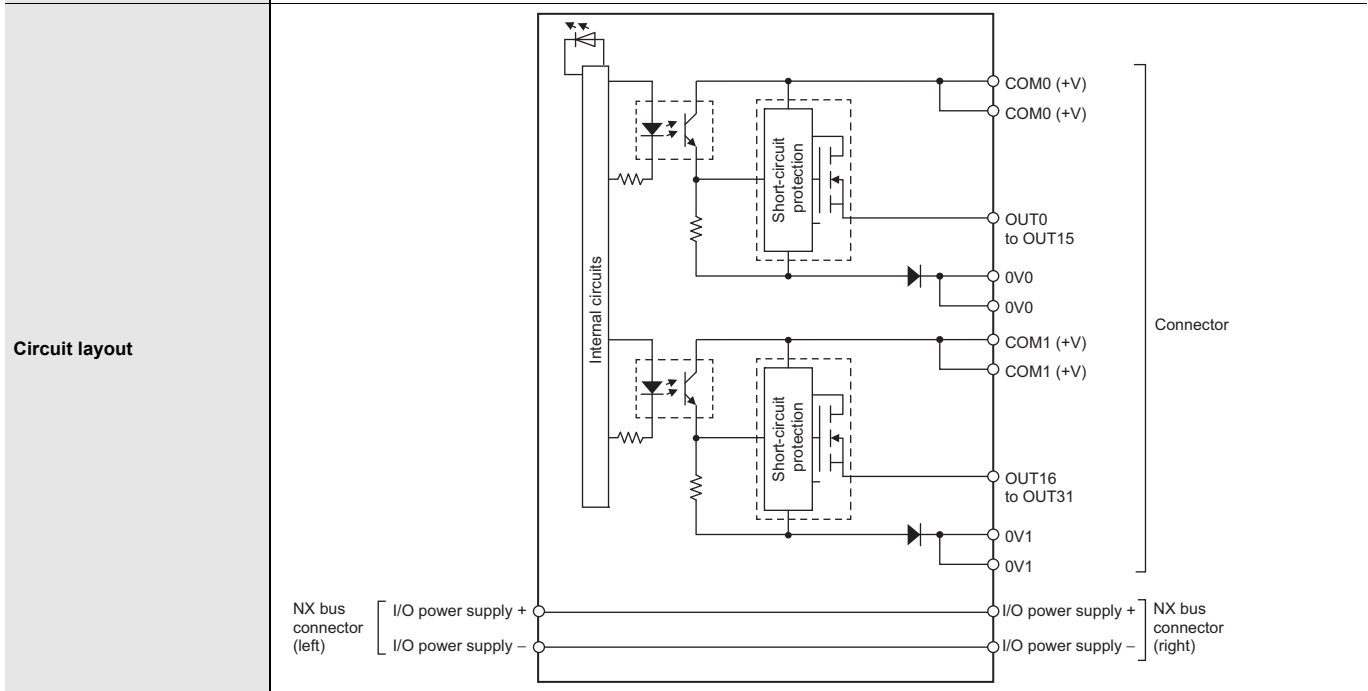 Circuit layout
Internal circuits
Short-circuit
protection
COM0 (+V)
COM0 (+V)
OUT0
to OUT15
0V0
0V0
Short-circuit
protection
COM1 (+V)
COM1 (+V)
OUT16
to OUT31
0V1
0V1
Connector
NX bus
connector
(left)
I/O power supply +
I/O power supply –
I/O power supply +
I/O power supply –
NX bus
connector
(right)